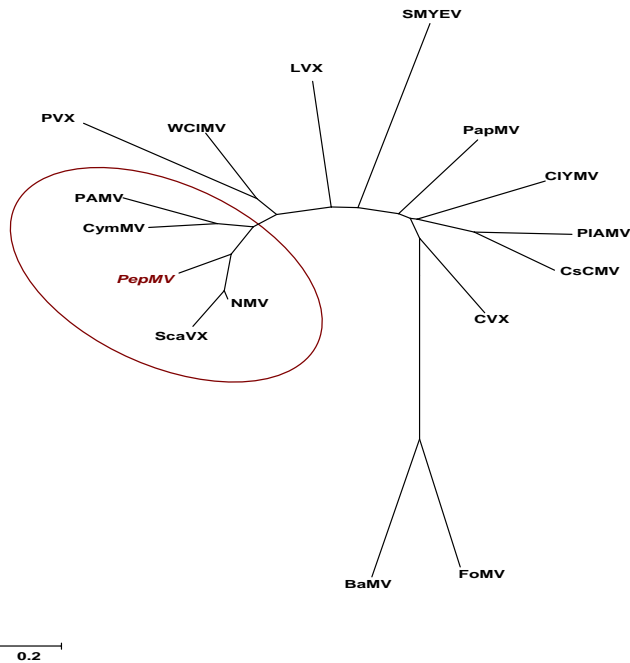 SMYEV
LVX
PVX
WClMV
PapMV
ClYMV
PAMV
CymMV
PlAMV
CsCMV
PepMV
NMV
CVX
ScaVX
FoMV
BaMV
0.2